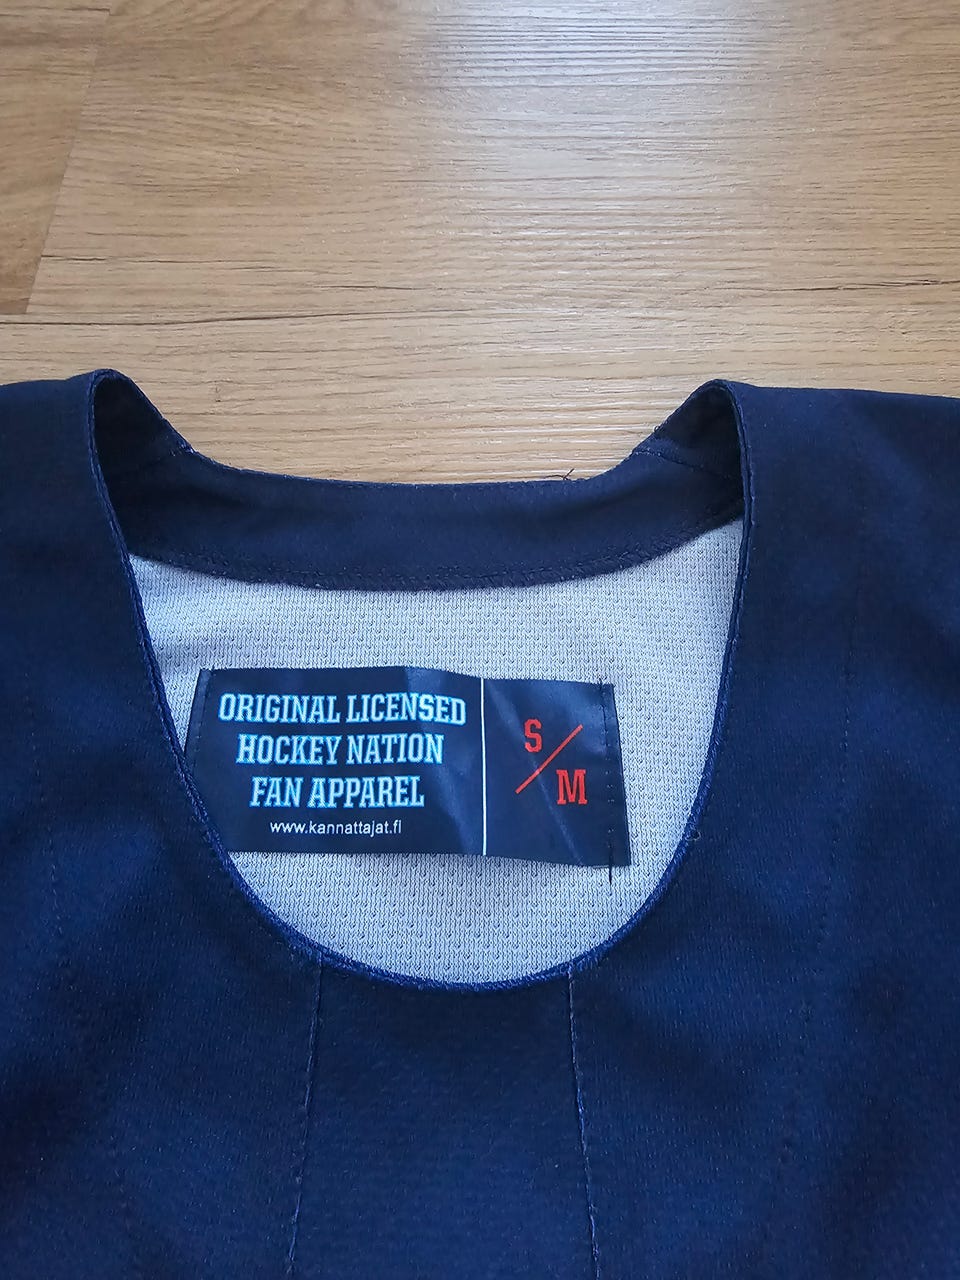 ORIGINAL LICENSED
HOCKEY NATION
FAN APPAREL
www.kannattajat.fi
S/M